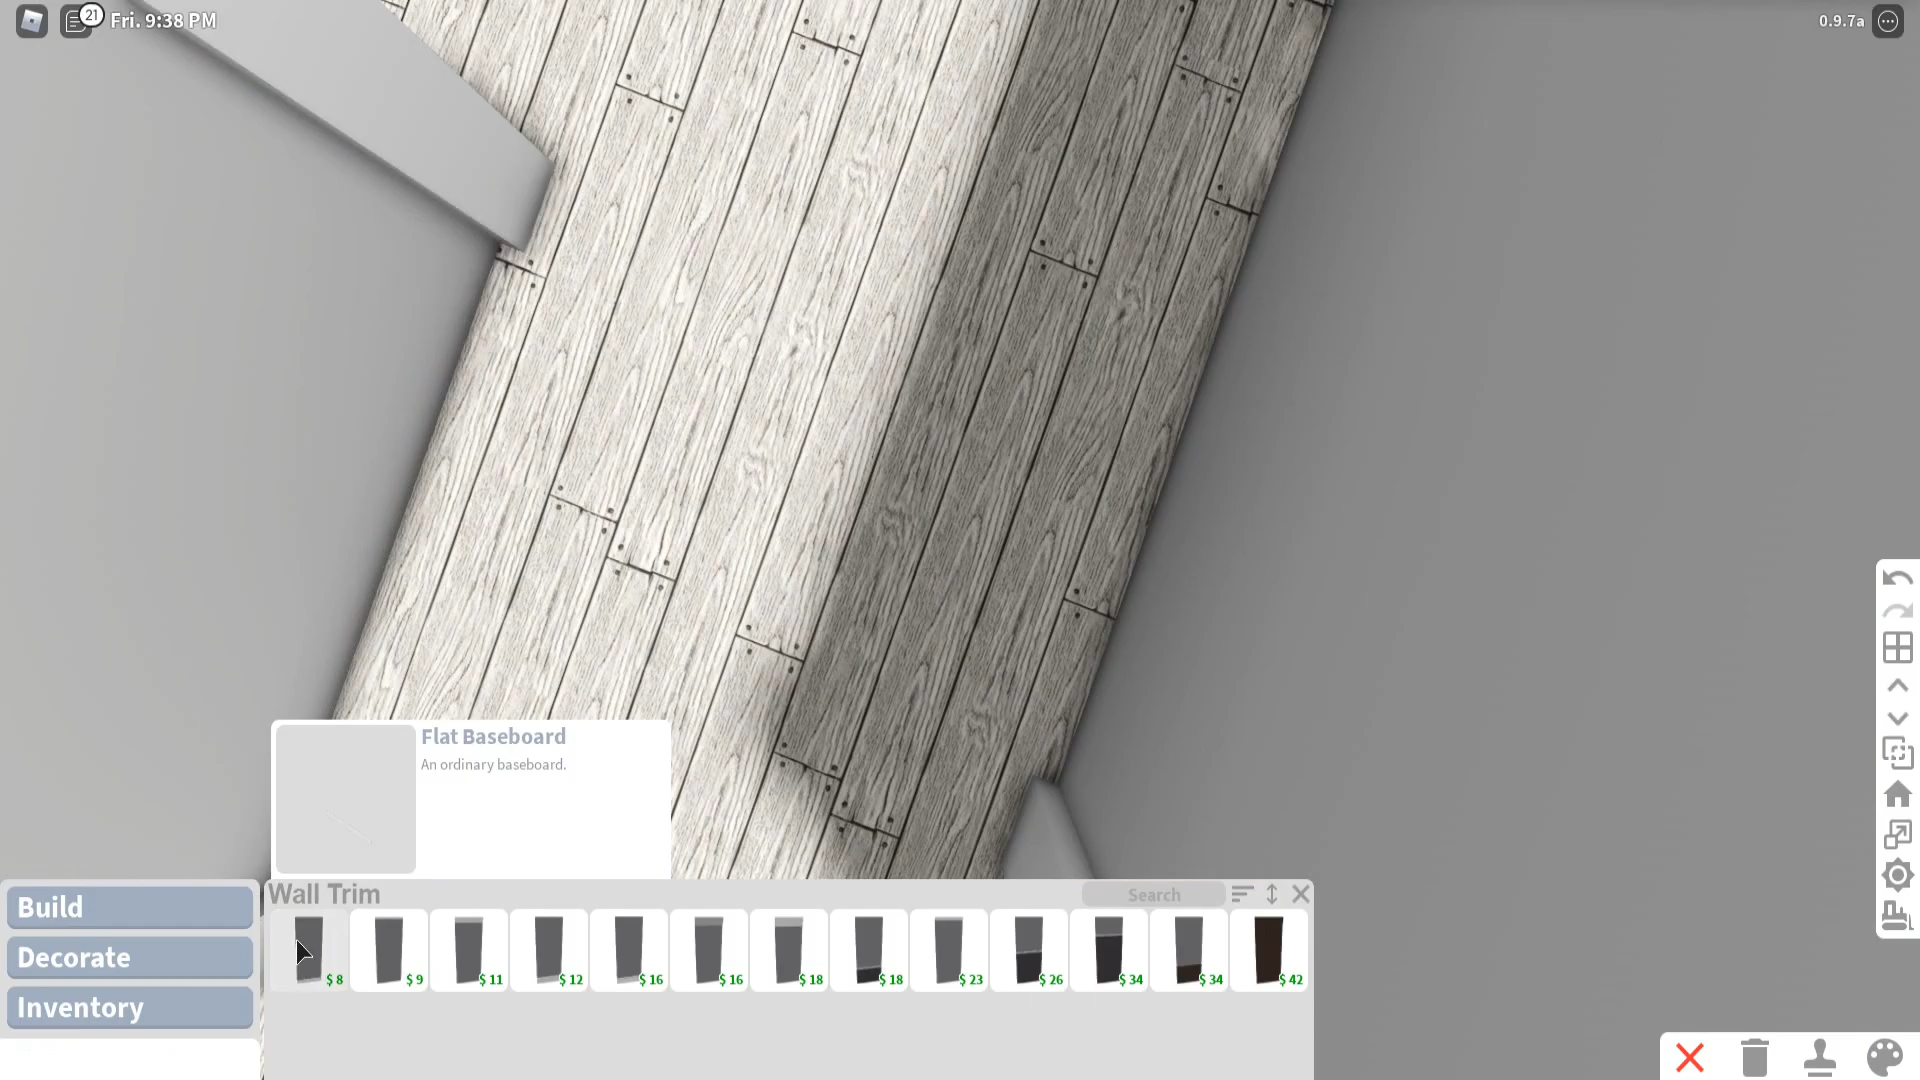 21
Fri. 9:38 PM
0.9.7a
Flat Baseboard
An ordinary baseboard.
Wall Trim
Search
Build
Decorate
Inventory
$ 8
$ 9
$ 11
$ 12
$ 16
$ 16
$ 18
$ 18
$ 23
$ 26
$ 34
$ 34
$ 42